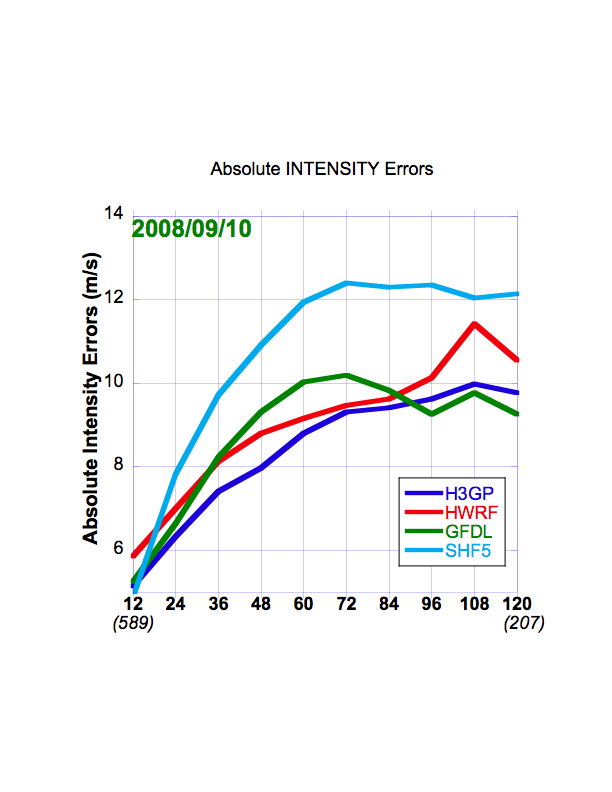 Absolute INTENSITY Errors
14
2008/09/10
12
10
8
6
Absolute Intensity Errors (m/s)
H3GP
HWRF
GFDL
SHF5
12 24 36 48 60 72 84 96 108 120
(589) (207)